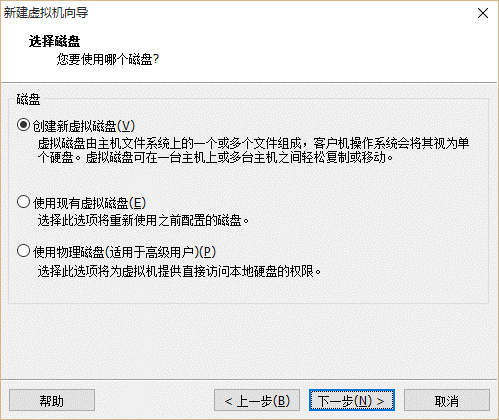 新建虚拟机向导
选择磁盘
您要使用哪个磁盘?
磁盘
创建新虚拟磁盘(V)
虚拟磁盘由主机文件系统上的一个或多个文件组成，客户机操作系统会将其视为单
个硬盘。虚拟磁盘可在一台主机上或多台主机之间轻松复制或移动。
使用现有虚拟磁盘(E)
选择此选项将重新使用之前配置的磁盘。
使用物理磁盘(适用于高级用户)(P)
选择此选项将为虚拟机提供直接访问本地硬盘的权限。
帮助
< 上一步(B)
下一步(N) >
取消